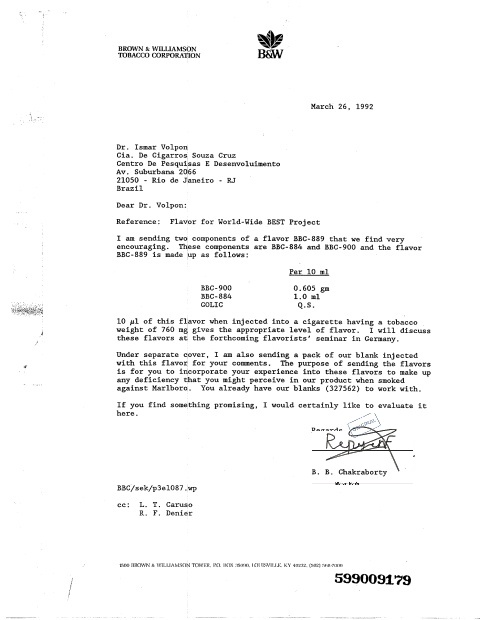 BROWN & WILLIAMSON
TOBACCO CORPORATION
B&W
March 26, 1992
Dr. Ismar Volpon
Cia. De Cigarros Souza Cruz
Centro De Pesquisas E Desenvoluimento
Av. Suburbana 2066
21050 - Rio de Janeiro - RJ
Brazil
Dear Dr. Volpon:
Reference: Flavor for World-Wide BEST Project
I am sending two components of a flavor BBC-889 that we find very
encouraging. These components are BBC-884 and BBC-900 and the flavor
BBC-889 is made up as follows:
Per 10 ml
BBC-900 0.605 gm
BBC-884 1.0 ml
GOLIC Q.S.
10 µl of this flavor when injected into a cigarette having a tobacco
weight of 760 mg gives the appropriate level of flavor. I will discuss
these flavors at the forthcoming flavorists' seminar in Germany.
Under separate cover, I am also sending a pack of our blank injected
with this flavor for your comments. The purpose of sending the flavors
is for you to incorporate your experience into these flavors to make up
any deficiency that you might perceive in our product when smoked
against Marlboro. You already have our blanks (327562) to work with.
If you find something promising, I would certainly like to evaluate it
here.
Regards
B. B. Chakraborty
BBC/sek/p3e1087.wp
cc: L. T. Caruso
R. F. Denier
1500 BROWN & WILLIAMSON TOWER, P.O. BOX 35090, LOUISVILLE, KY 40232, (502) 568-7000
599009179